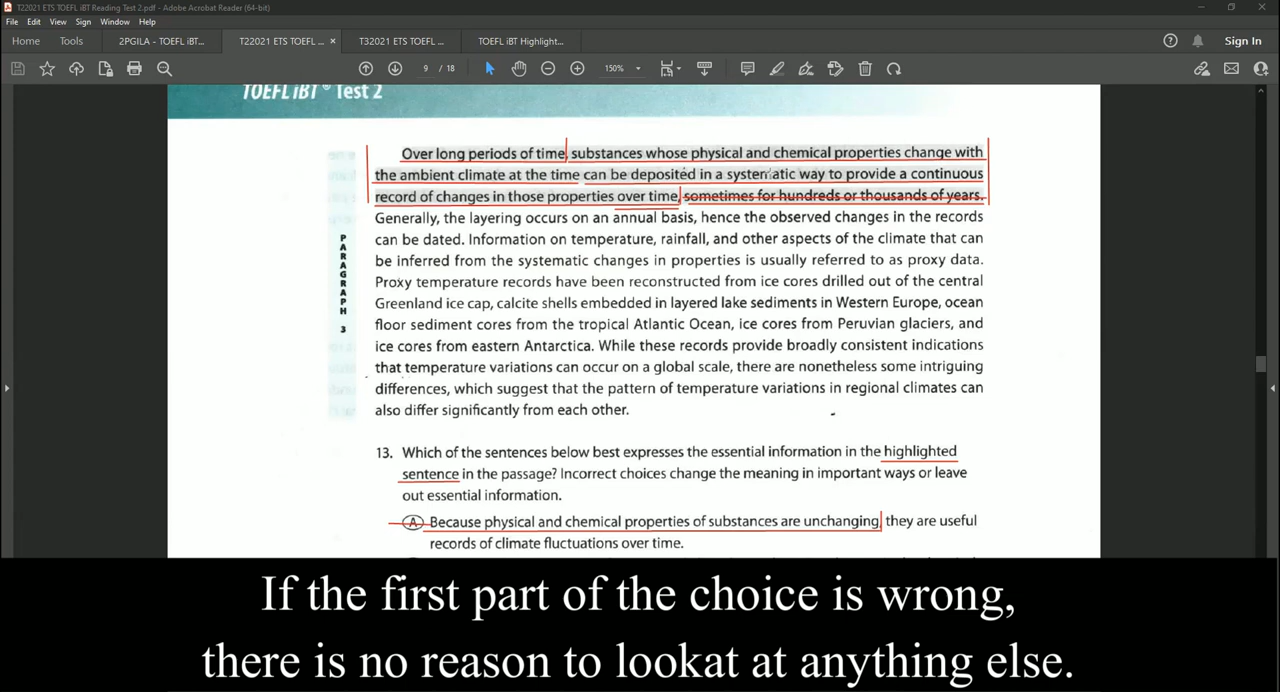 T22021 ETS TOEFL iBT Reading Test 2.pdf - Adobe Acrobat Reader (64-bit)
File Edit View Sign Window Help
Home Tools 2PGILA - TOEFL iBT... T22021 ETS TOEFL ... × T32021 ETS TOEFL ... TOEFL iBT Highlight... Sign In
9 / 18 150%
TOEFL iBT® Test 2
Over long periods of time, substances whose physical and chemical properties change with
the ambient climate at the time can be deposited in a systematic way to provide a continuous
record of changes in those properties over time, sometimes for hundreds or thousands of years.
Generally, the layering occurs on an annual basis, hence the observed changes in the records
can be dated. Information on temperature, rainfall, and other aspects of the climate that can
be inferred from the systematic changes in properties is usually referred to as proxy data.
Proxy temperature records have been reconstructed from ice cores drilled out of the central
Greenland ice cap, calcite shells embedded in layered lake sediments in Western Europe, ocean
floor sediment cores from the tropical Atlantic Ocean, ice cores from Peruvian glaciers, and
ice cores from eastern Antarctica. While these records provide broadly consistent indications
that temperature variations can occur on a global scale, there are nonetheless some intriguing
differences, which suggest that the pattern of temperature variations in regional climates can
also differ significantly from each other.
PARAGRAPH 3
13. Which of the sentences below best expresses the essential information in the highlighted
sentence in the passage? Incorrect choices change the meaning in important ways or leave
out essential information.
A Because physical and chemical properties of substances are unchanging, they are useful
records of climate fluctuations over time.
If the first part of the choice is wrong,
there is no reason to lookat at anything else.